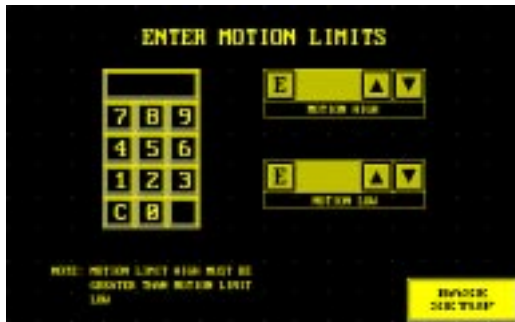 ENTER MOTION LIMITS
7 8 9
4 5 6
1 2 3
C 0
E
MOTION HIGH
E
MOTION LOW
NOTE: MOTION LIMIT HIGH MUST BE
GREATER THAN MOTION LIMIT
LOW
SETUP